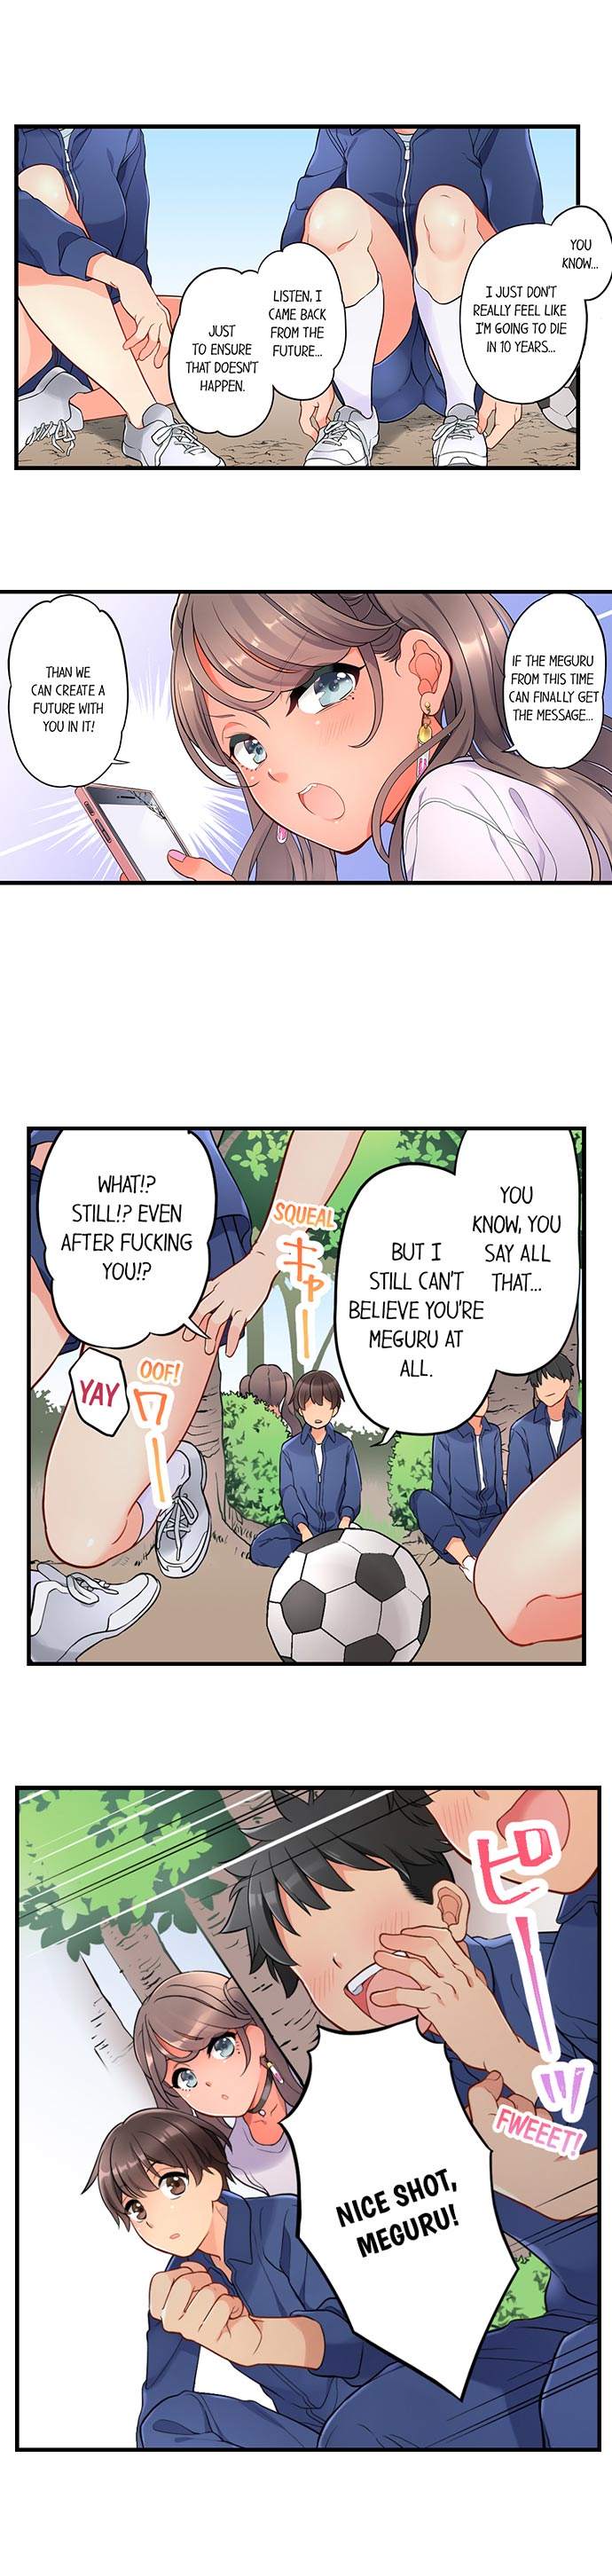 YOU
KNOW...
I JUST DON'T
REALLY FEEL LIKE
I'M GOING TO DIE
IN 10 YEARS...
LISTEN, I
CAME BACK
FROM THE
FUTURE...
JUST
TO ENSURE
THAT DOESN'T
HAPPEN.
IF THE MEGURU
FROM THIS TIME
CAN FINALLY GET
THE MESSAGE...
THAN WE
CAN CREATE A
FUTURE WITH
YOU IN IT!
YOU
KNOW, YOU
SAY ALL
THAT...
BUT I
STILL CAN'T
BELIEVE YOU'RE
MEGURU AT
ALL.
SQUEAL
キャー
WHAT!?
STILL!? EVEN
AFTER FUCKING
YOU!?
OOF!
ワー
YAY
ピーッ
FWEEET!
NICE SHOT,
MEGURU!